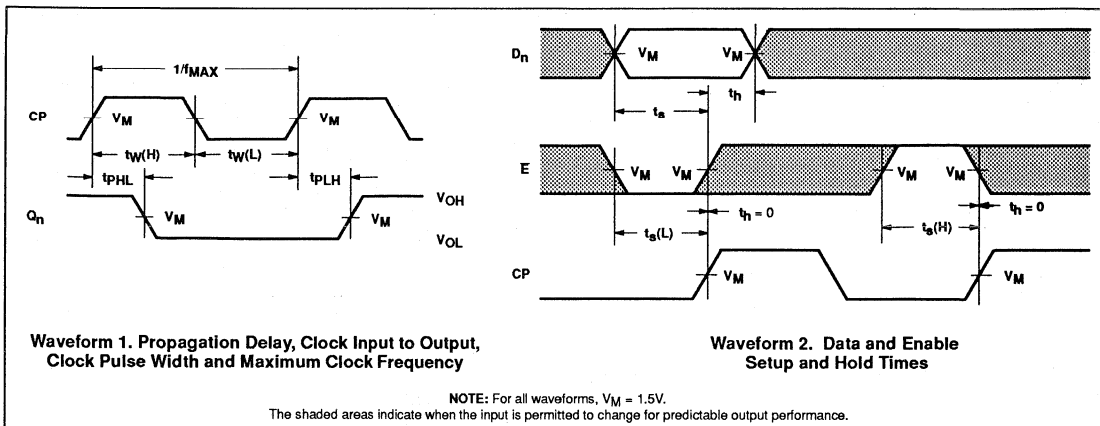 1/fMAX
CP
VM
VM
tW(H)
tW(L)
tPHL
tPLH
Qn
VM
VM
VOH
VOL
Waveform 1. Propagation Delay, Clock Input to Output,
Clock Pulse Width and Maximum Clock Frequency
Dn
VM
VM
th
ts
E
VM
VM
VM
VM
th = 0
th = 0
ts(L)
ts(H)
CP
VM
VM
Waveform 2. Data and Enable
Setup and Hold Times
NOTE: For all waveforms, VM = 1.5V.
The shaded areas indicate when the input is permitted to change for predictable output performance.